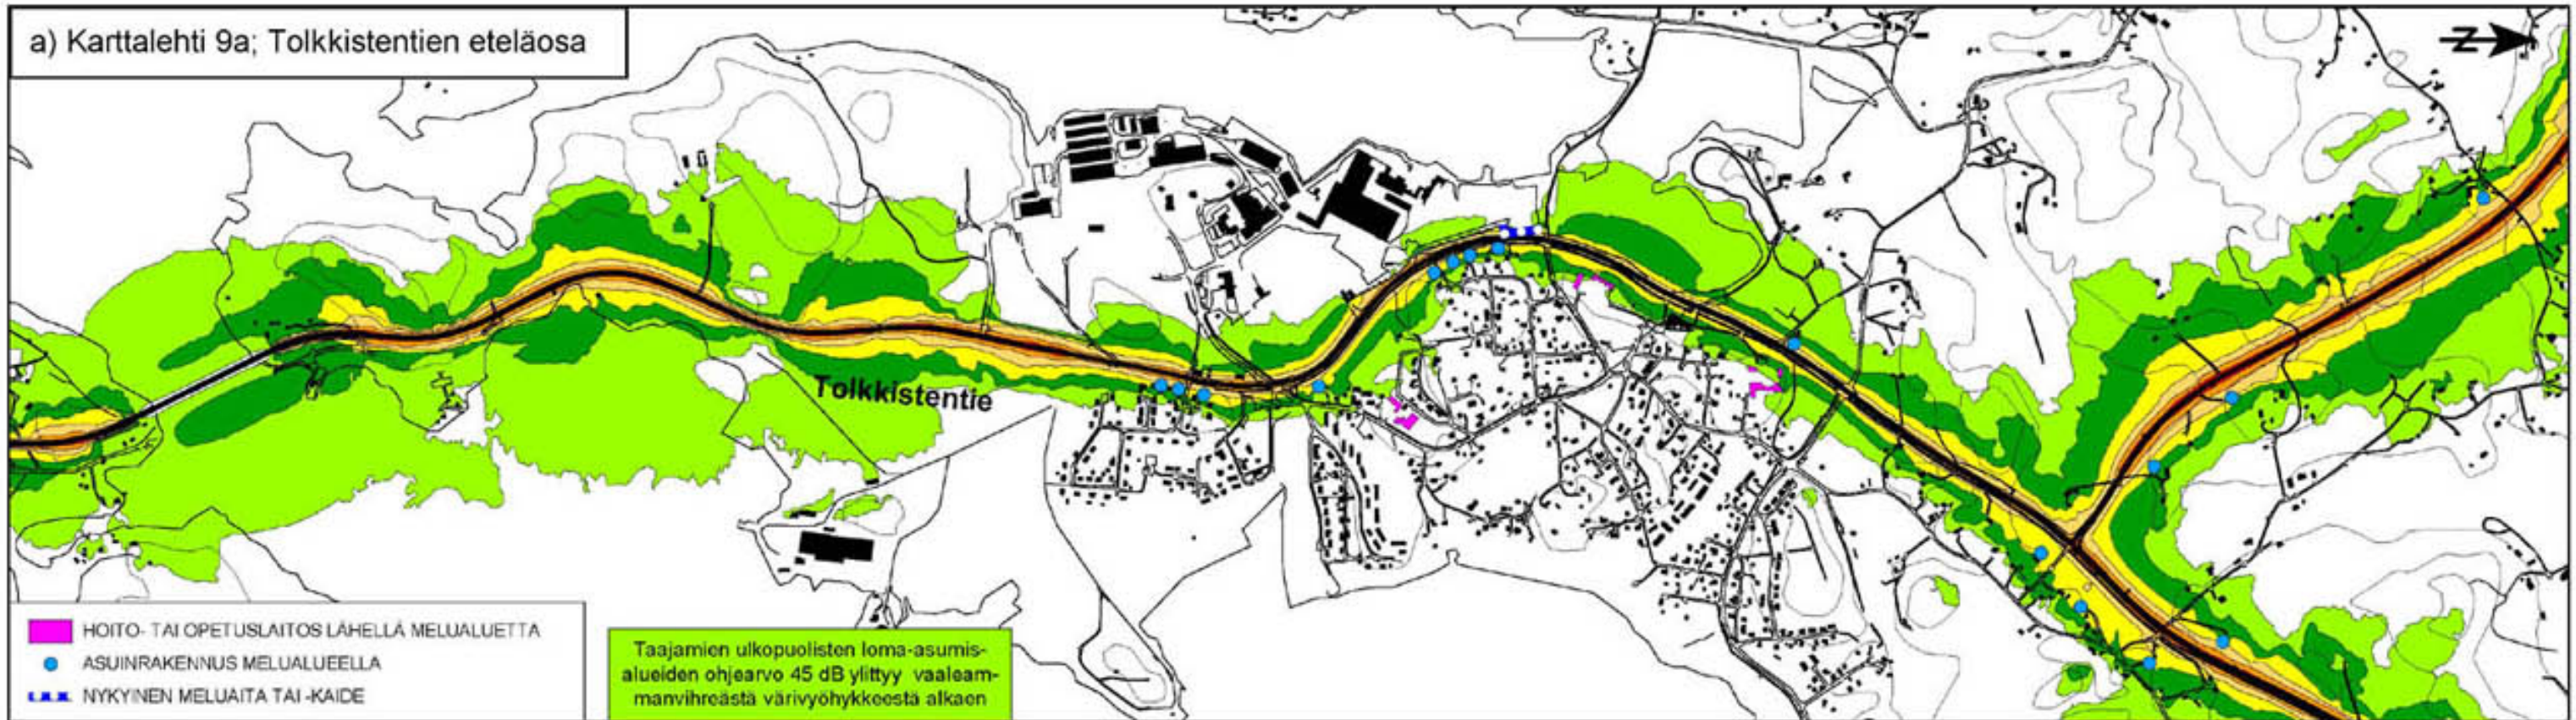 a) Karttalehti 9a; Tolkkistentien eteläosa
Z
Tolkkistentie
HOITO- TAI OPETUSLAITOS LÄHELLÄ MELUALUETTA
ASUINRAKENNUS MELUALUEELLA
NYKYINEN MELUAITA TAI -KAIDE
Taajamien ulkopuolisten loma-asumis-
alueiden ohjearvo 45 dB ylittyy vaaleam-
manvihreästä värivyöhykkeestä alkaen